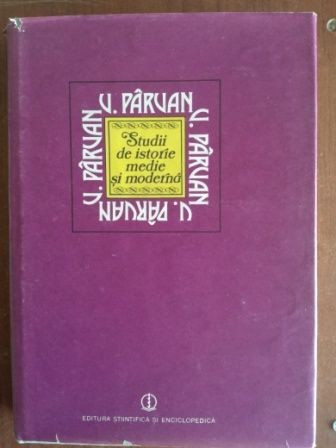 V. PÂRVAN
V. PÂRVAN
V. PÂRVAN
V. PÂRVAN
Studii
de istorie
medie
și modernă
EDITURA ȘTIINȚIFICĂ ȘI ENCICLOPEDICĂ